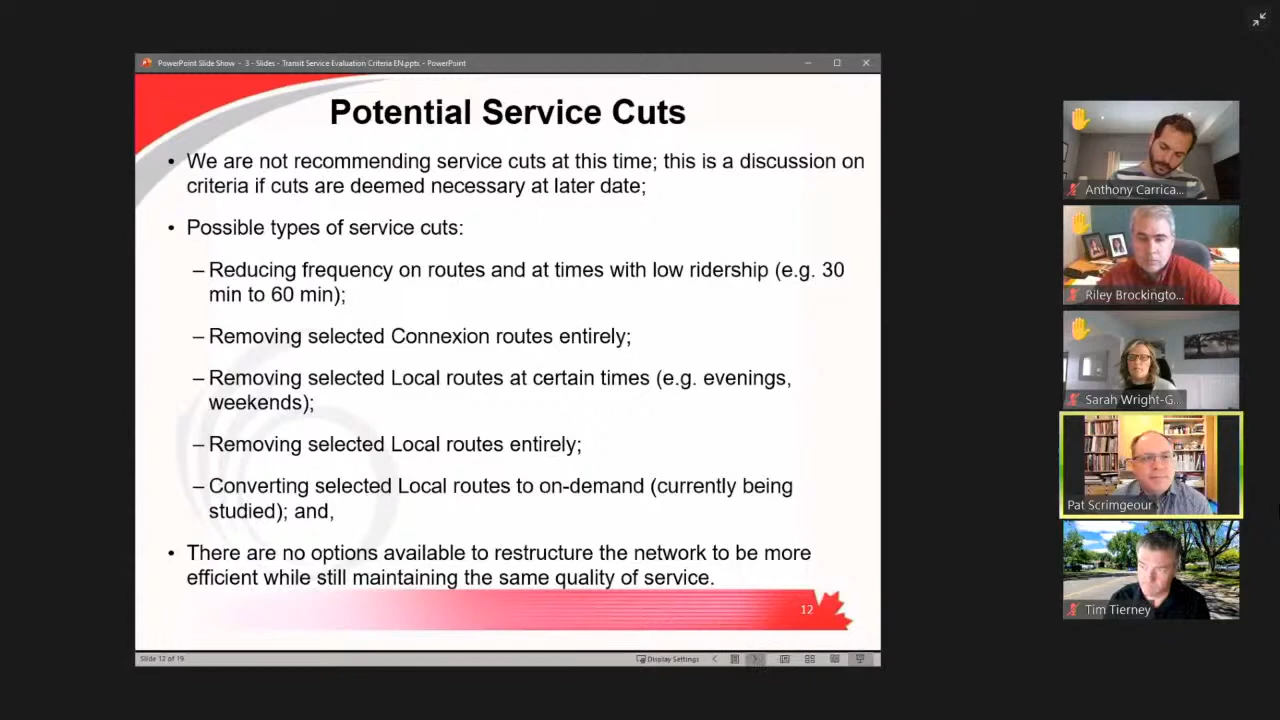 PowerPoint Slide Show - 3 - Slides - Transit Service Evaluation Criteria EN.pptx - PowerPoint
Potential Service Cuts
• We are not recommending service cuts at this time; this is a discussion on
criteria if cuts are deemed necessary at later date;
• Possible types of service cuts:
– Reducing frequency on routes and at times with low ridership (e.g. 30
min to 60 min);
– Removing selected Connexion routes entirely;
– Removing selected Local routes at certain times (e.g. evenings,
weekends);
– Removing selected Local routes entirely;
– Converting selected Local routes to on-demand (currently being
studied); and,
• There are no options available to restructure the network to be more
efficient while still maintaining the same quality of service.
12
Slide 12 of 19
Display Settings
Anthony Carrica...
Riley Brockingto...
Sarah Wright-G...
Pat Scrimgeour
Tim Tierney